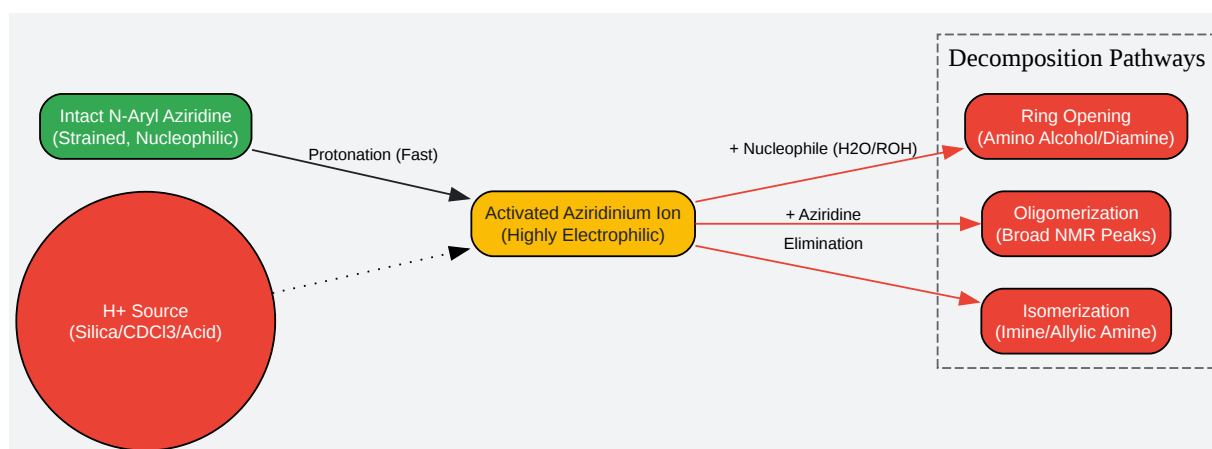 Decomposition Pathways
Intact N-Aryl Aziridine
(Strained, Nucleophilic)
Protonation (Fast)
H+ Source
(Silica/CDCl3/Acid)
Activated Aziridinium Ion
(Highly Electrophilic)
+ Nucleophile (H2O/ROH)
+ Aziridine
Elimination
Ring Opening
(Amino Alcohol/Diamine)
Oligomerization
(Broad NMR Peaks)
Isomerization
(Imine/Allylic Amine)